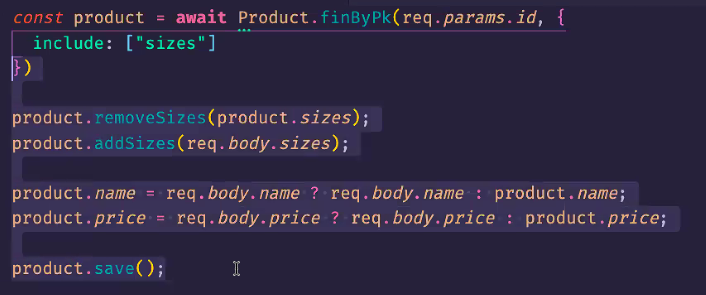 const product = await Product.finByPk(req.params.id, {
  include: ["sizes"]
})
product.removeSizes(product.sizes);
product.addSizes(req.body.sizes);
product.name = req.body.name ? req.body.name : product.name;
product.price = req.body.price ? req.body.price : product.price;
product.save();